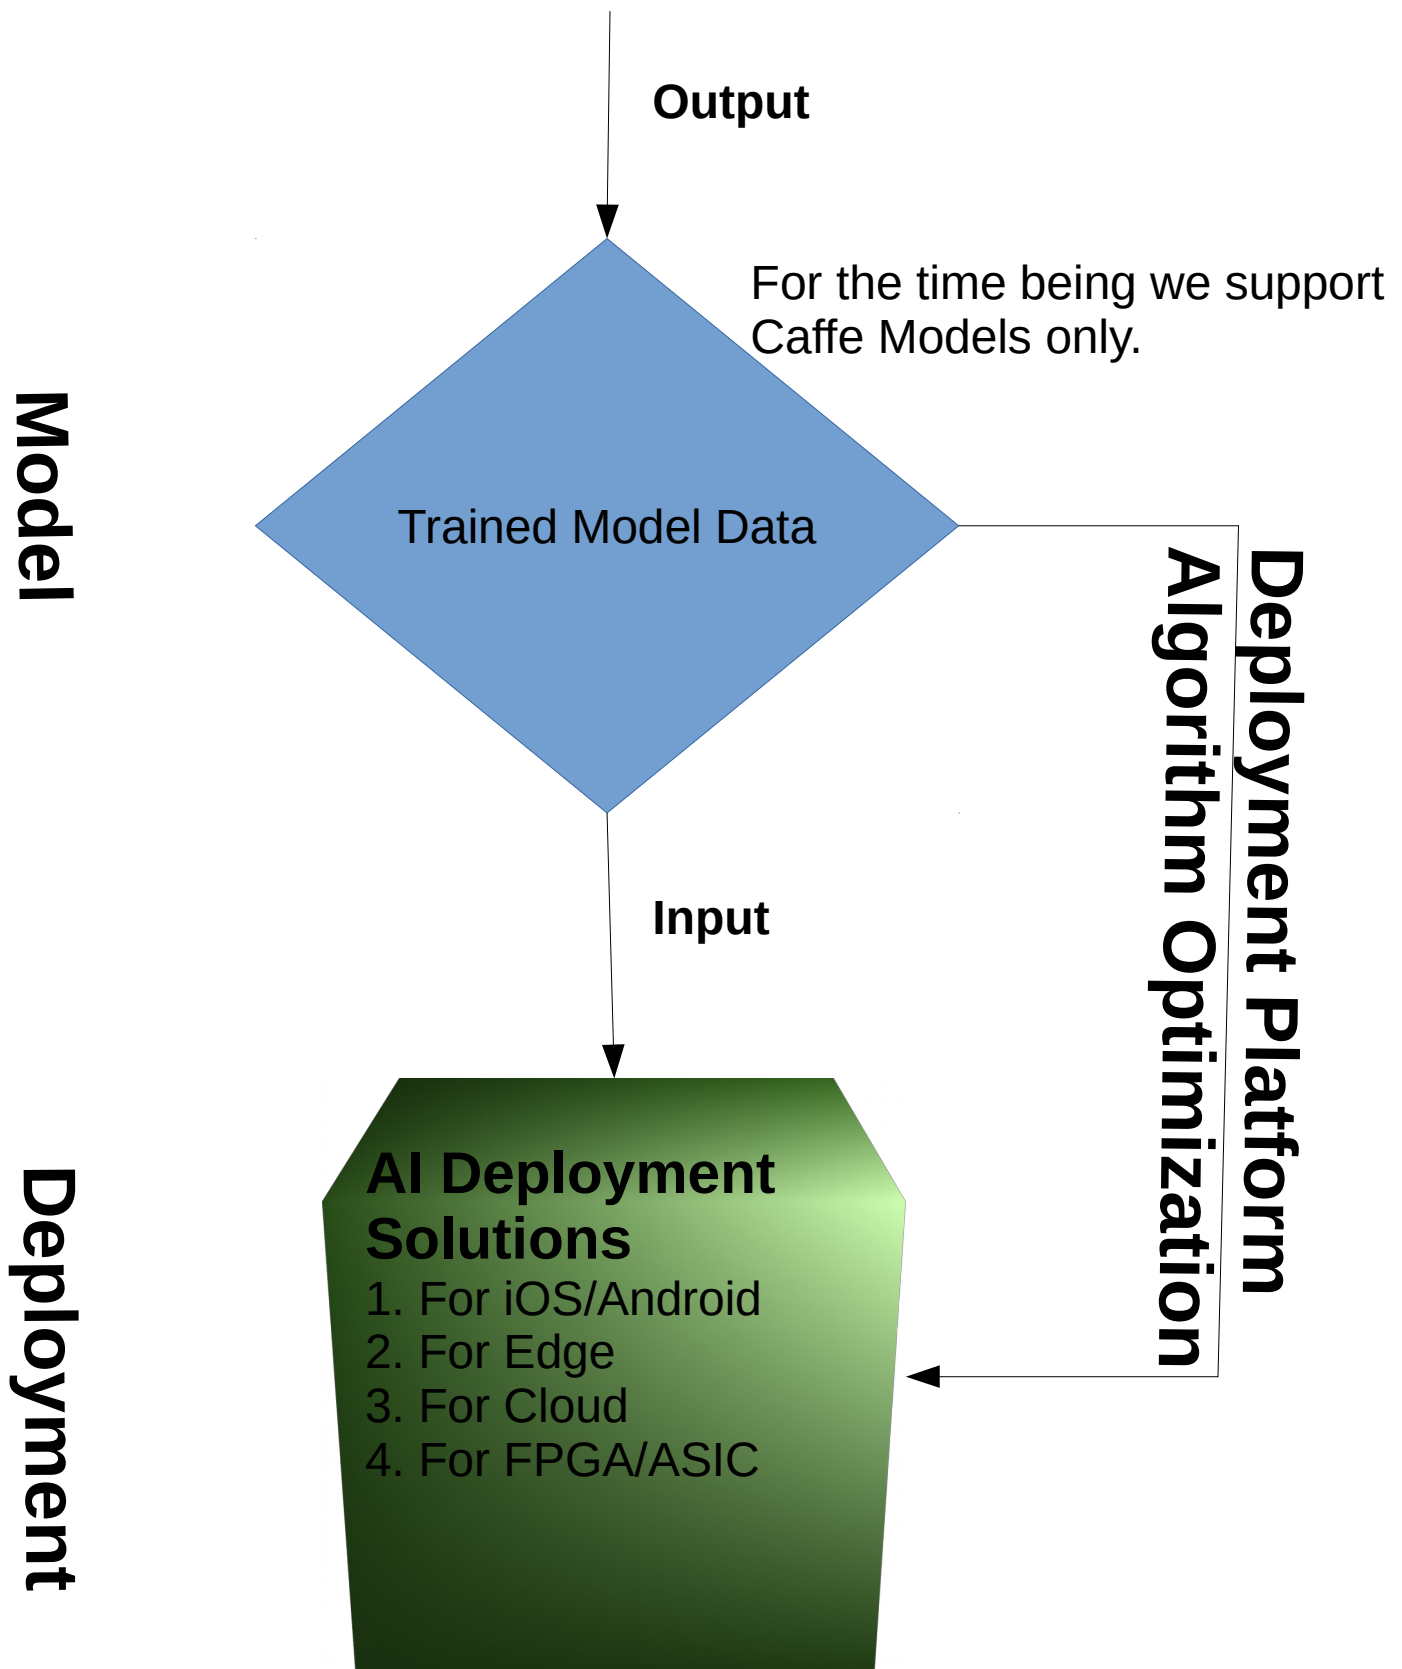 Output
For the time being we support
Caffe Models only.
Model
Trained Model Data
Deployment Platform
Algorithm Optimization
Input
Deployment
AI Deployment
Solutions
1. For iOS/Android
2. For Edge
3. For Cloud
4. For FPGA/ASIC